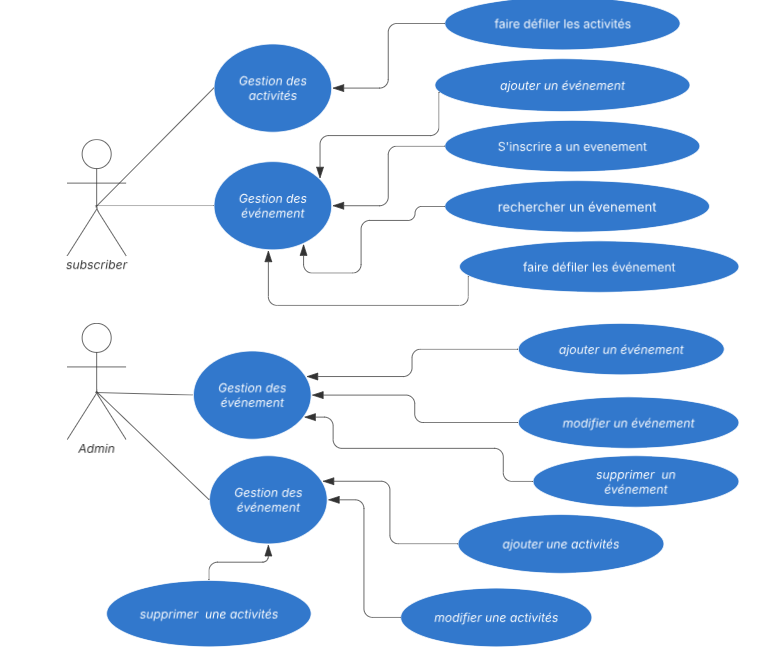 faire défiler les activités
Gestion des
activités
ajouter un événement
S'inscrire a un evenement
Gestion des
événement
rechercher un évenement
subscriber
faire défiler les événement
ajouter un événement
Gestion des
événement
modifier un événement
Admin
supprimer un
événement
Gestion des
événement
ajouter une activités
supprimer une activités
modifier une activités